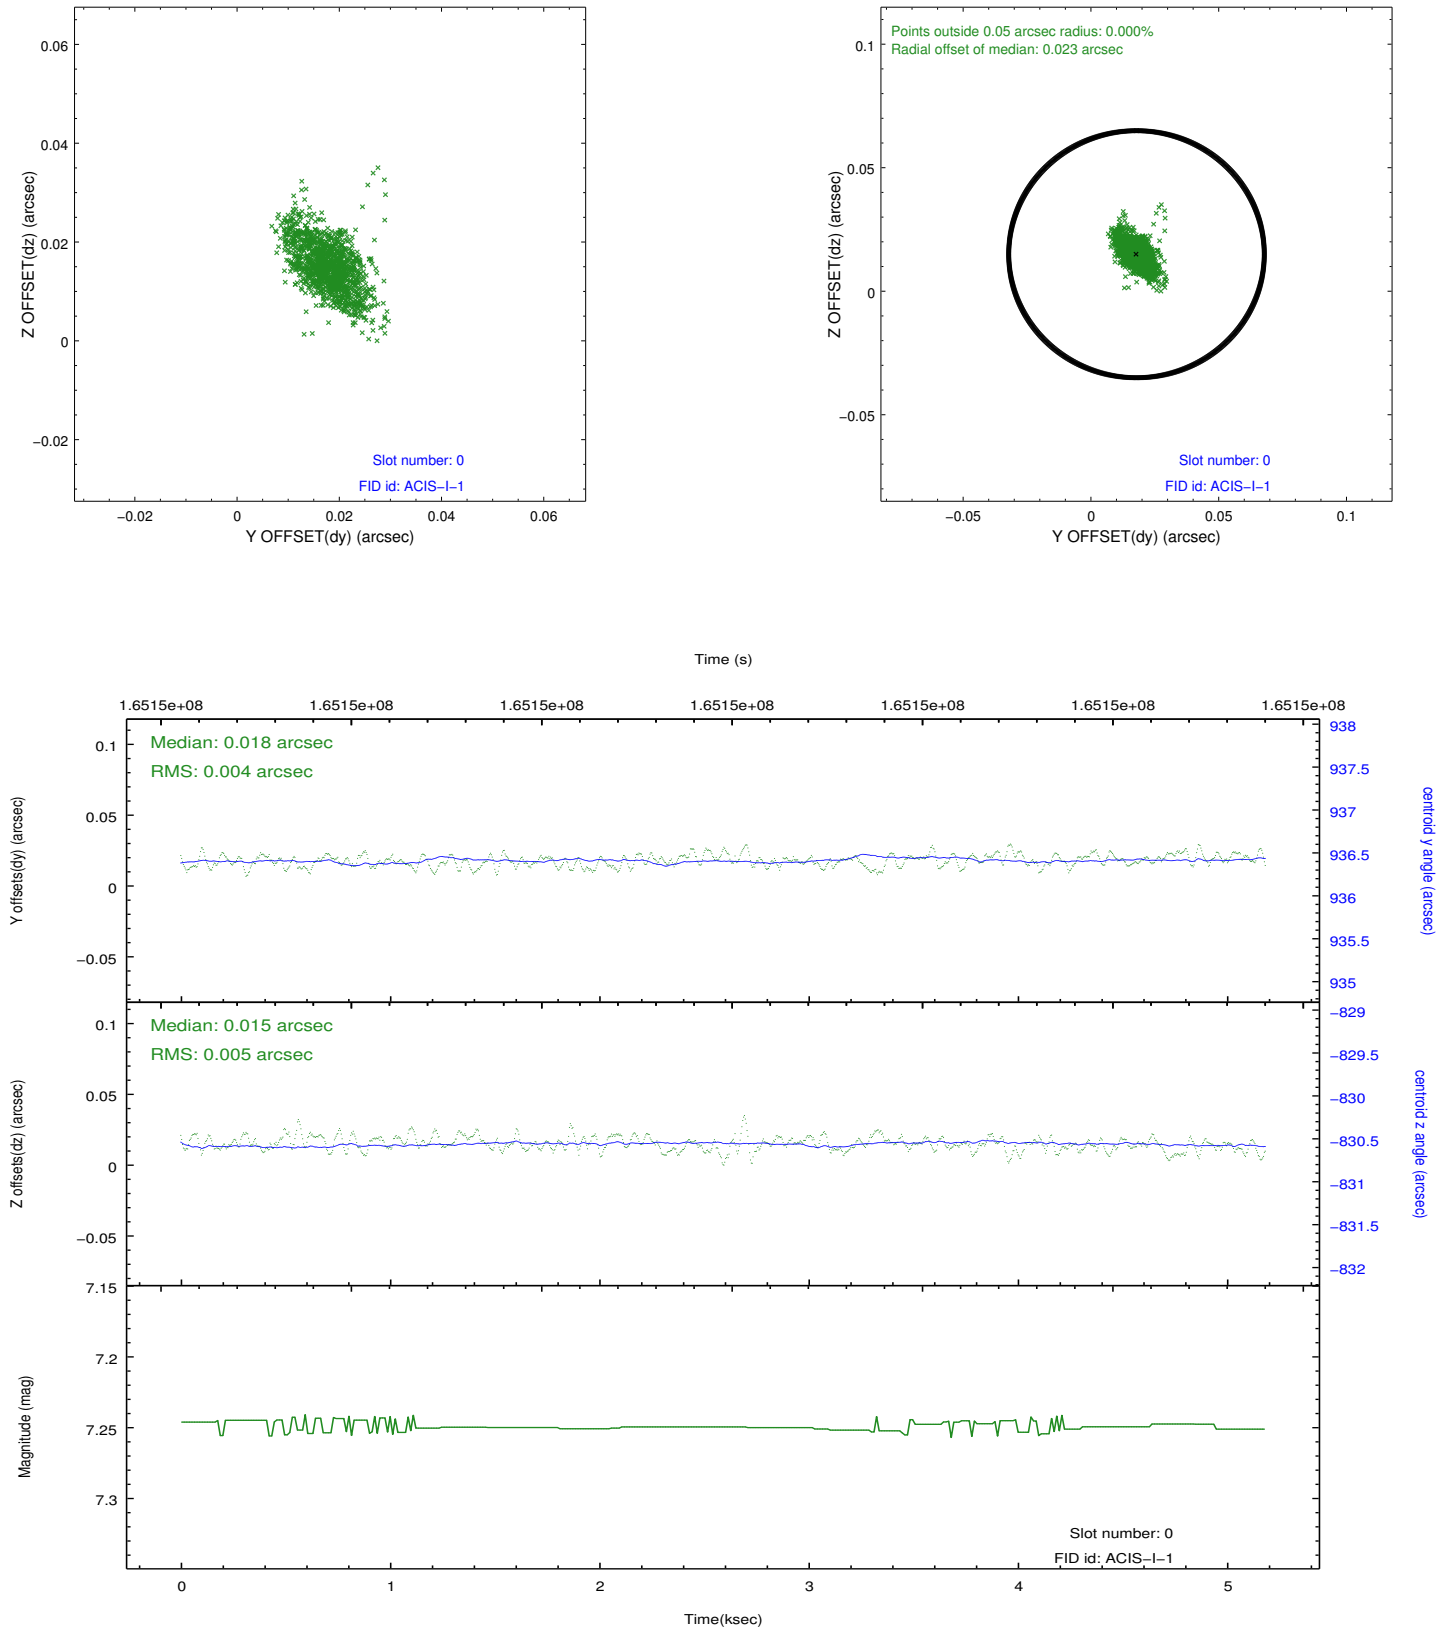 0.06
0.04
0.02
0
−0.02
Z OFFSET(dz) (arcsec)
Slot number: 0
FID id: ACIS−I−1
−0.02 0 0.02 0.04 0.06
Y OFFSET(dy) (arcsec)
Points outside 0.05 arcsec radius: 0.000%
Radial offset of median: 0.023 arcsec
0.1
0.05
0
−0.05
Z OFFSET(dz) (arcsec)
Slot number: 0
FID id: ACIS−I−1
−0.05 0 0.05 0.1
Y OFFSET(dy) (arcsec)
Time (s)
1.6515e+08 1.6515e+08 1.6515e+08 1.6515e+08 1.6515e+08 1.6515e+08 1.6515e+08
Median: 0.018 arcsec
RMS: 0.004 arcsec
0.1
0.05
0
−0.05
Y offsets(dy) (arcsec)
938
937.5
937
936.5
936
935.5
935
centroid y angle (arcsec)
Median: 0.015 arcsec
RMS: 0.005 arcsec
0.1
0.05
0
−0.05
Z offsets(dz) (arcsec)
−829
−829.5
−830
−830.5
−831
−831.5
−832
centroid z angle (arcsec)
7.15
7.2
7.25
7.3
Magnitude (mag)
Slot number: 0
FID id: ACIS−I−1
0 1 2 3 4 5
Time(ksec)